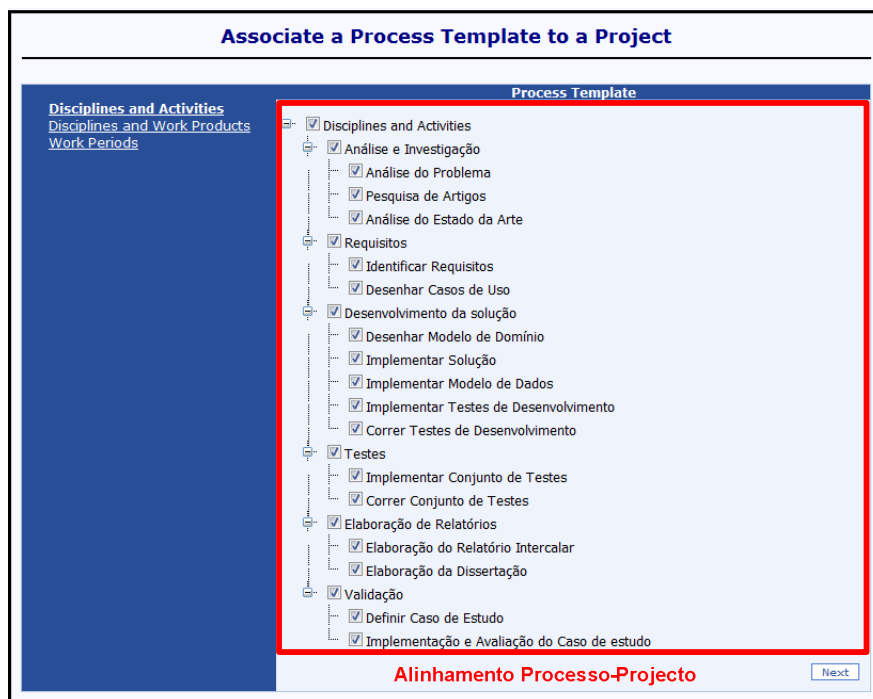 Associate a Process Template to a Project
Process Template
Disciplines and Activities
Disciplines and Work Products
Work Periods
Disciplines and Activities
Análise e Investigação
Análise do Problema
Pesquisa de Artigos
Análise do Estado da Arte
Requisitos
Identificar Requisitos
Desenhar Casos de Uso
Desenvolvimento da solução
Desenhar Modelo de Domínio
Implementar Solução
Implementar Modelo de Dados
Implementar Testes de Desenvolvimento
Correr Testes de Desenvolvimento
Testes
Implementar Conjunto de Testes
Correr Conjunto de Testes
Elaboração de Relatórios
Elaboração do Relatório Intercalar
Elaboração da Dissertação
Validação
Definir Caso de Estudo
Implementação e Avaliação do Caso de estudo
Alinhamento Processo-Projecto
Next